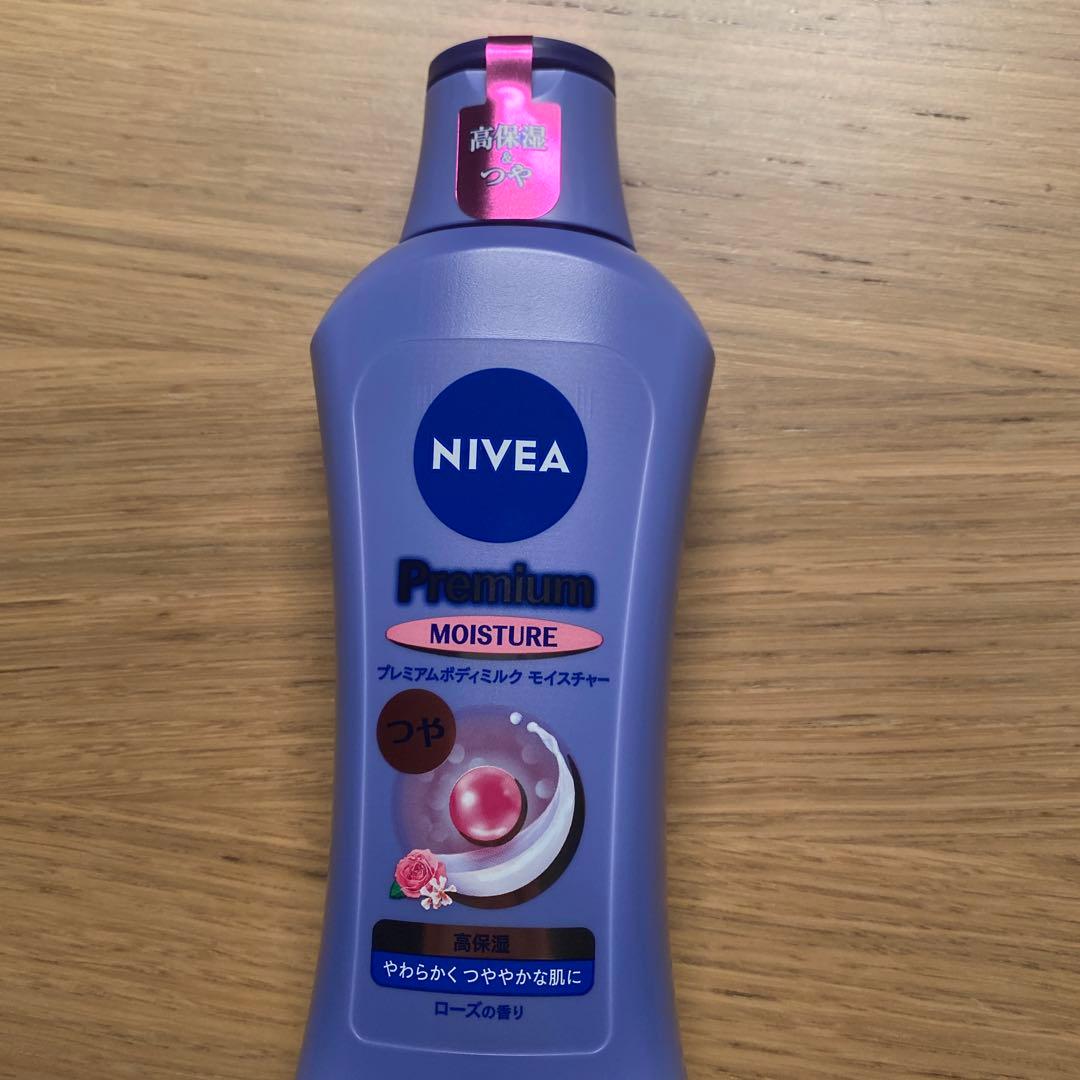 高保湿
&
つや
NIVEA
Premium
MOISTURE
プレミアムボディミルク モイスチャー
つや
高保湿
やわらかく つややかな肌に
ローズの香り